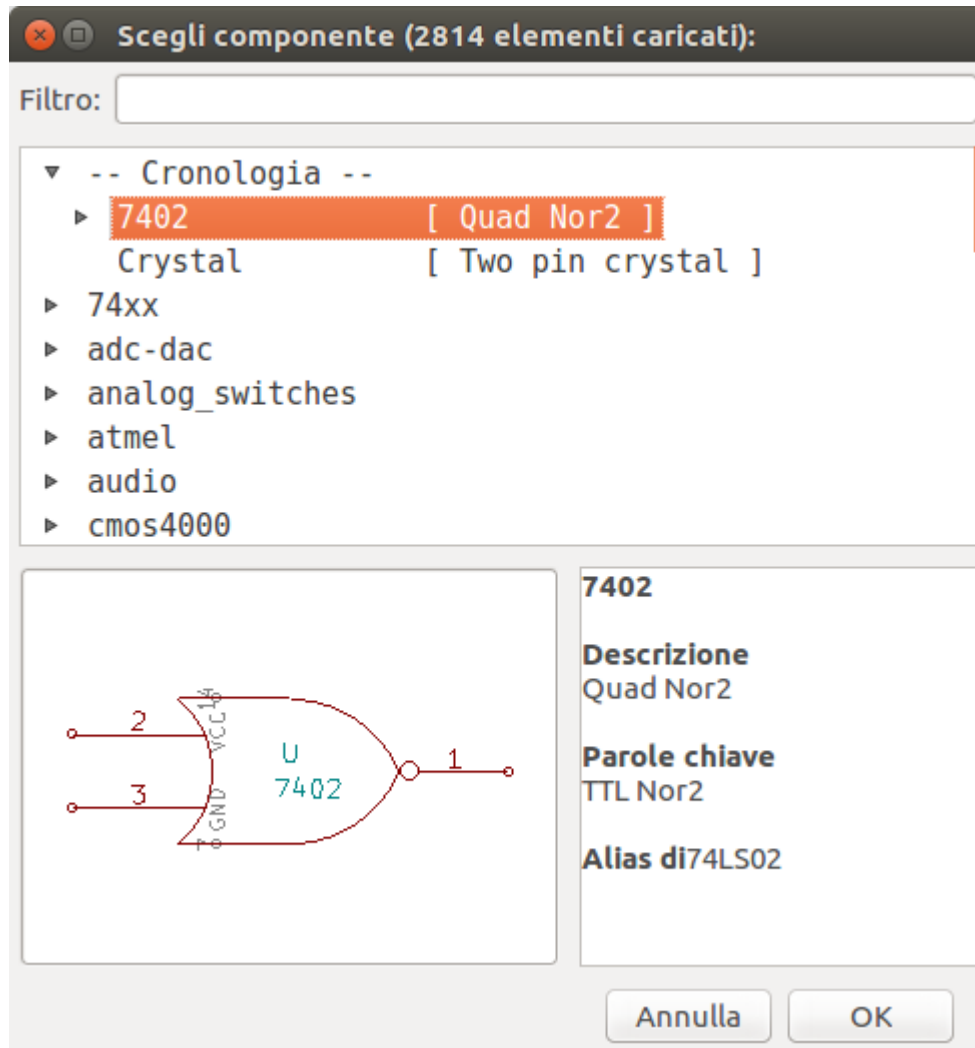 Scegli componente (2814 elementi caricati):
Filtro:
-- Cronologia --
7402 [ Quad Nor2 ]
Crystal [ Two pin crystal ]
74xx
adc-dac
analog_switches
atmel
audio
cmos4000
2
3
14
VCC
GND
7
U
7402
1
7402
Descrizione
Quad Nor2
Parole chiave
TTL Nor2
Alias di74LS02
Annulla OK